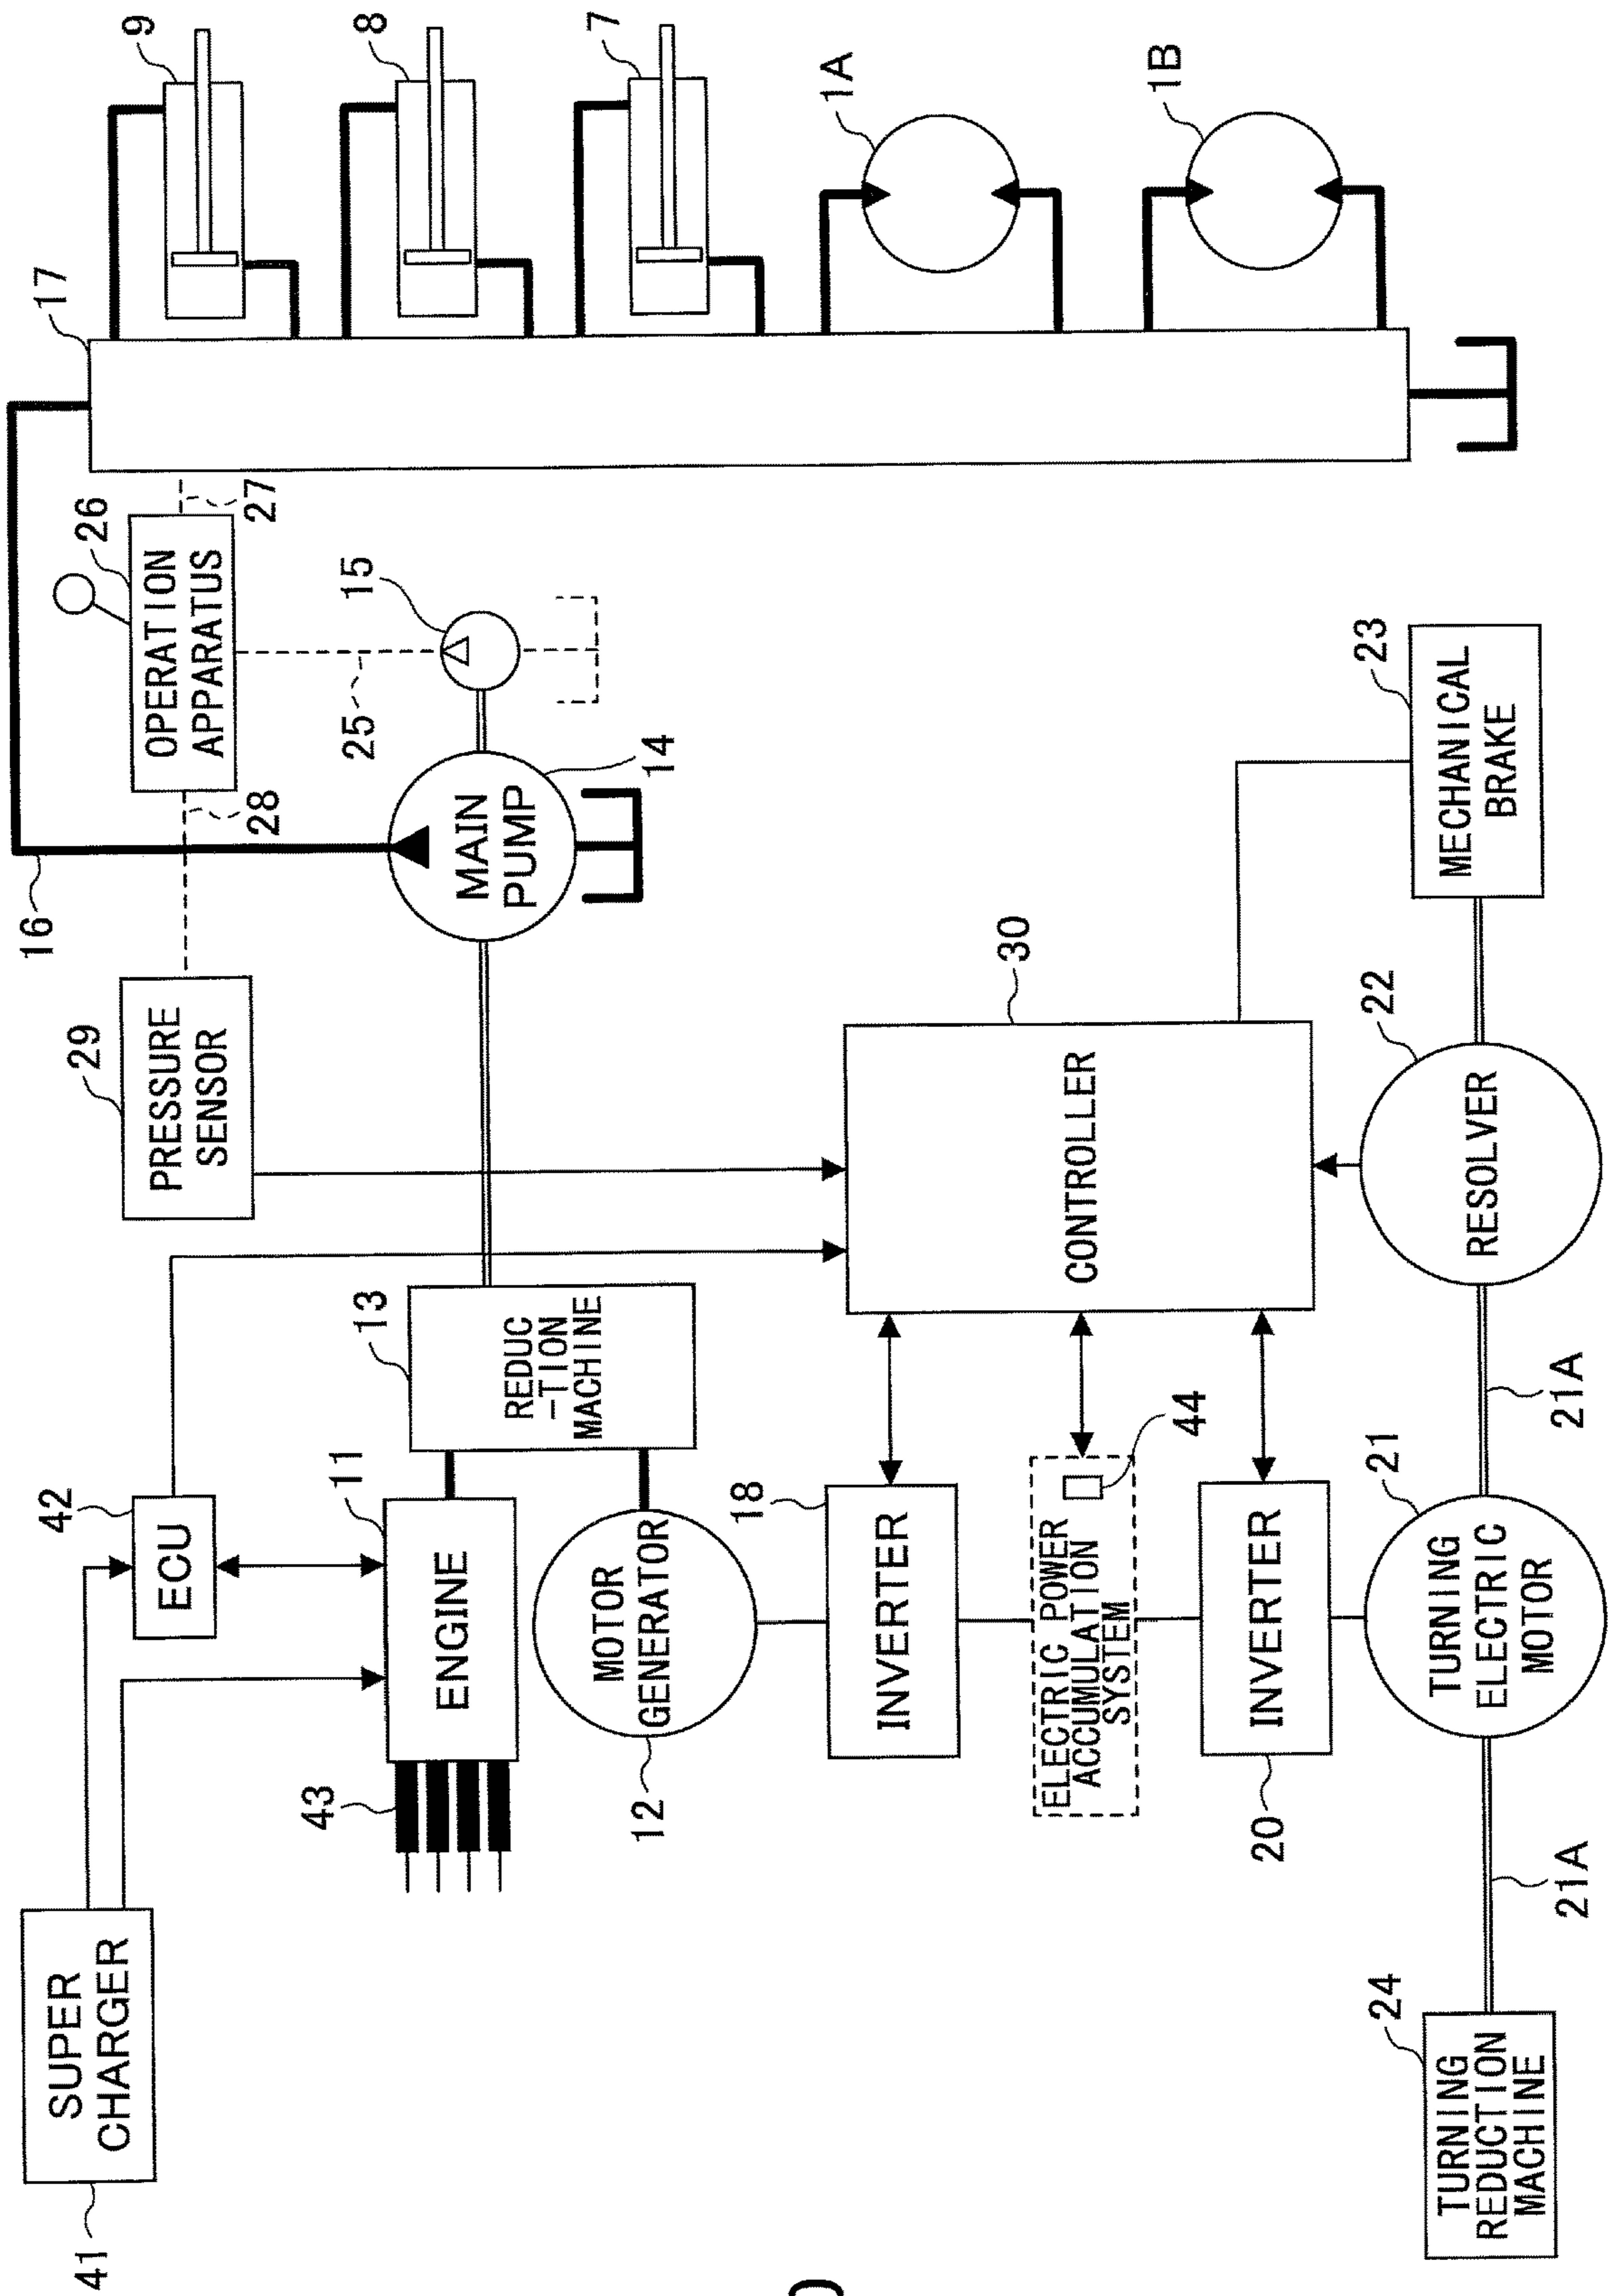 41
SUPER
CHARGER
42
ECU
29
PRESSURE
SENSOR
16
28
26
OPERATION
APPARATUS
27
17
9
8
7
1A
1B
43
11
ENGINE
13
REDUC
-TION
MACHINE
MAIN
PUMP
14
25
15
12
MOTOR
GENERATOR
18
INVERTER
ELECTRIC POWER
ACCUMULATION
SYSTEM
44
20
INVERTER
30
CONTROLLER
24
TURNING
REDUCTION
MACHINE
21A
21
TURNING
ELECTRIC
MOTOR
21A
22
RESOLVER
23
MECHANICAL
BRAKE